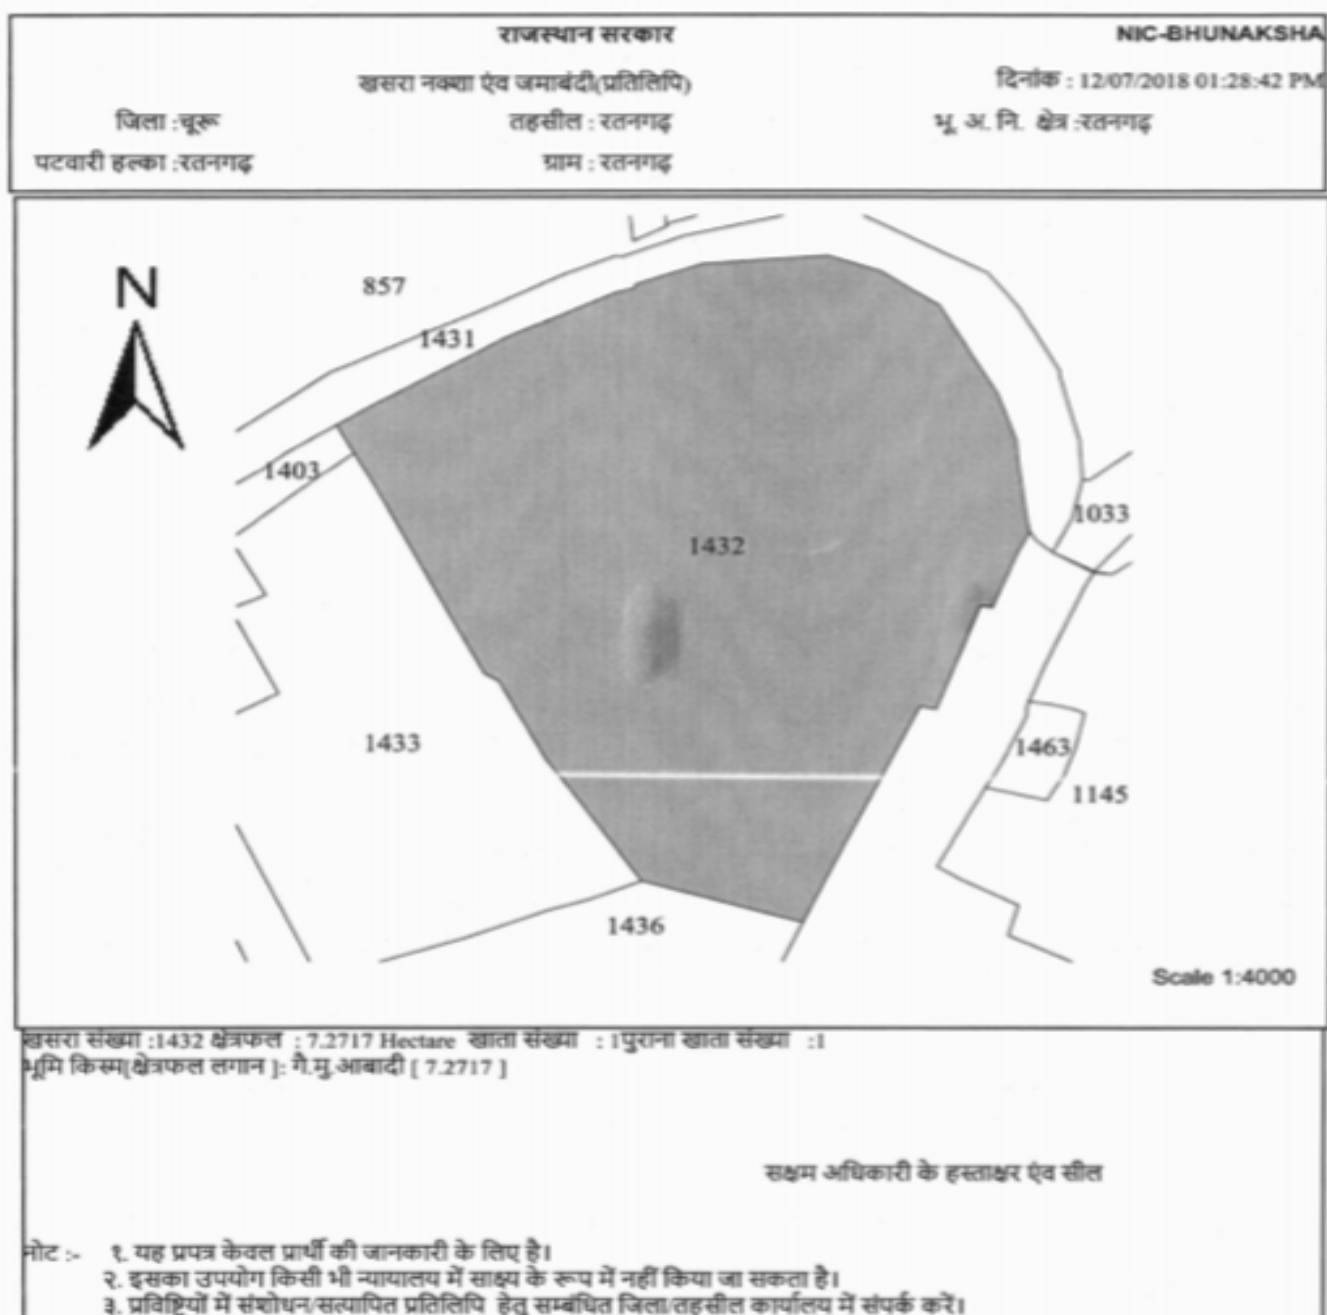 राजस्थान सरकार
NIC-BHUNAKSHA
खसरा नक्शा एंव जमाबंदी(प्रतिलिपि)
दिनांक : 12/07/2018 01:28:42 PM
जिला :चूरू
तहसील : रतनगढ़
भू. अ. नि. क्षेत्र :रतनगढ़
पटवारी हल्का :रतनगढ़
ग्राम : रतनगढ़
N
857
1431
1403
1432
1033
1433
1463
1145
1436
Scale 1:4000
खसरा संख्या :1432 क्षेत्रफल : 7.2717 Hectare खाता संख्या : 1पुराना खाता संख्या :1
भूमि किस्म[क्षेत्रफल लगान ]: गै.मु.आबादी [ 7.2717 ]
सक्षम अधिकारी के हस्ताक्षर एंव सील
नोट :- १. यह प्रपत्र केवल प्रार्थी की जानकारी के लिए है।
२. इसका उपयोग किसी भी न्यायालय में साक्ष्य के रूप में नहीं किया जा सकता है।
३. प्रविष्टियों में संशोधन/सत्यापित प्रतिलिपि हेतु सम्बंधित जिला/तहसील कार्यालय में संपर्क करें।